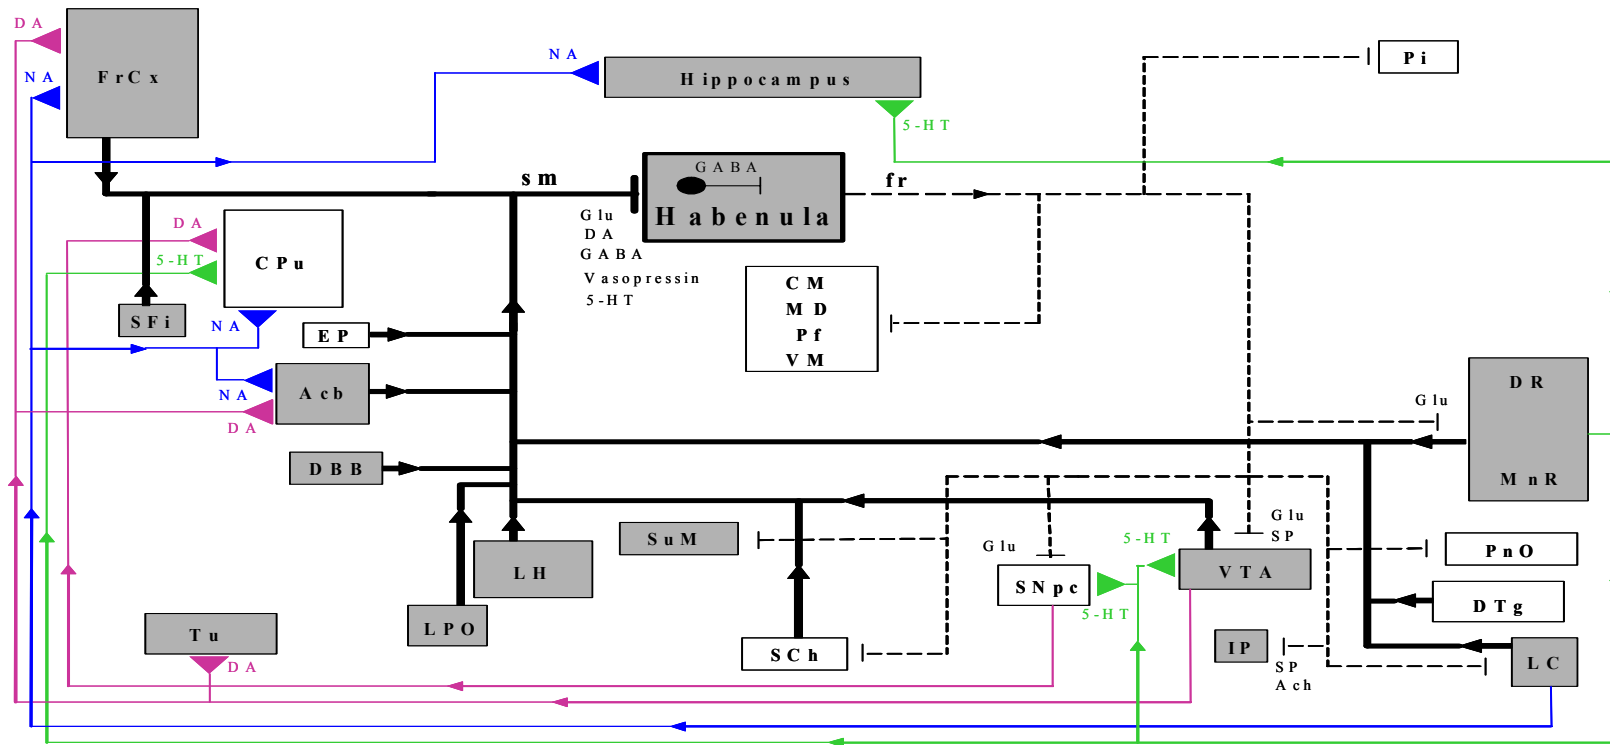 DA
FrCx
NA
NA
Hippocampus
Pi
5-HT
GABA
sm
fr
Habenula
Glu
DA
GABA
Vasopressin
5-HT
DA
5-HT
CPu
CM
MD
Pf
VM
SFi
NA
EP
Acb
NA
DA
Glu
DR
MnR
DBB
Glu
SP
SuM
Glu
5-HT
PnO
LH
SNpc
VTA
5-HT
DTg
LPO
Tu
SCh
IP
LC
DA
SP
Ach